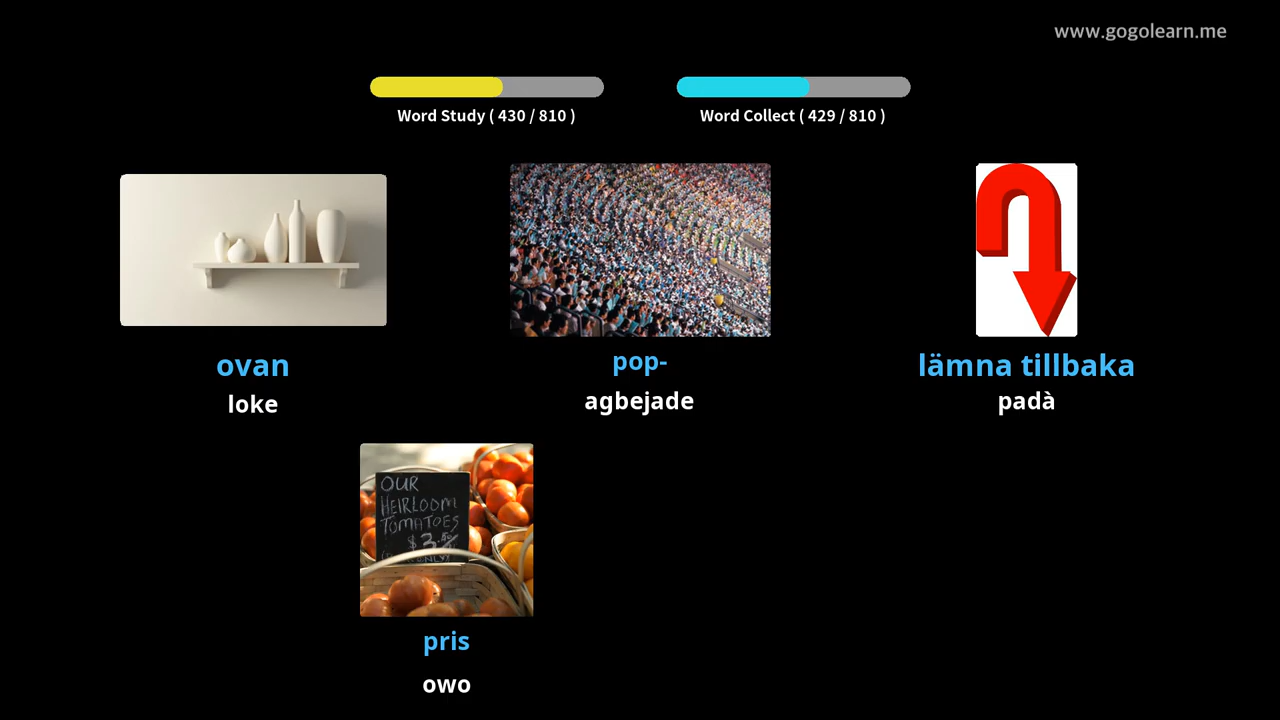 www.gogolearn.me
Word Study ( 430 / 810 )
Word Collect ( 429 / 810 )
ovan
loke
pop-
agbejade
lämna tillbaka
padà
OUR
HEIRLOOM
TOMATOES
pris
owo